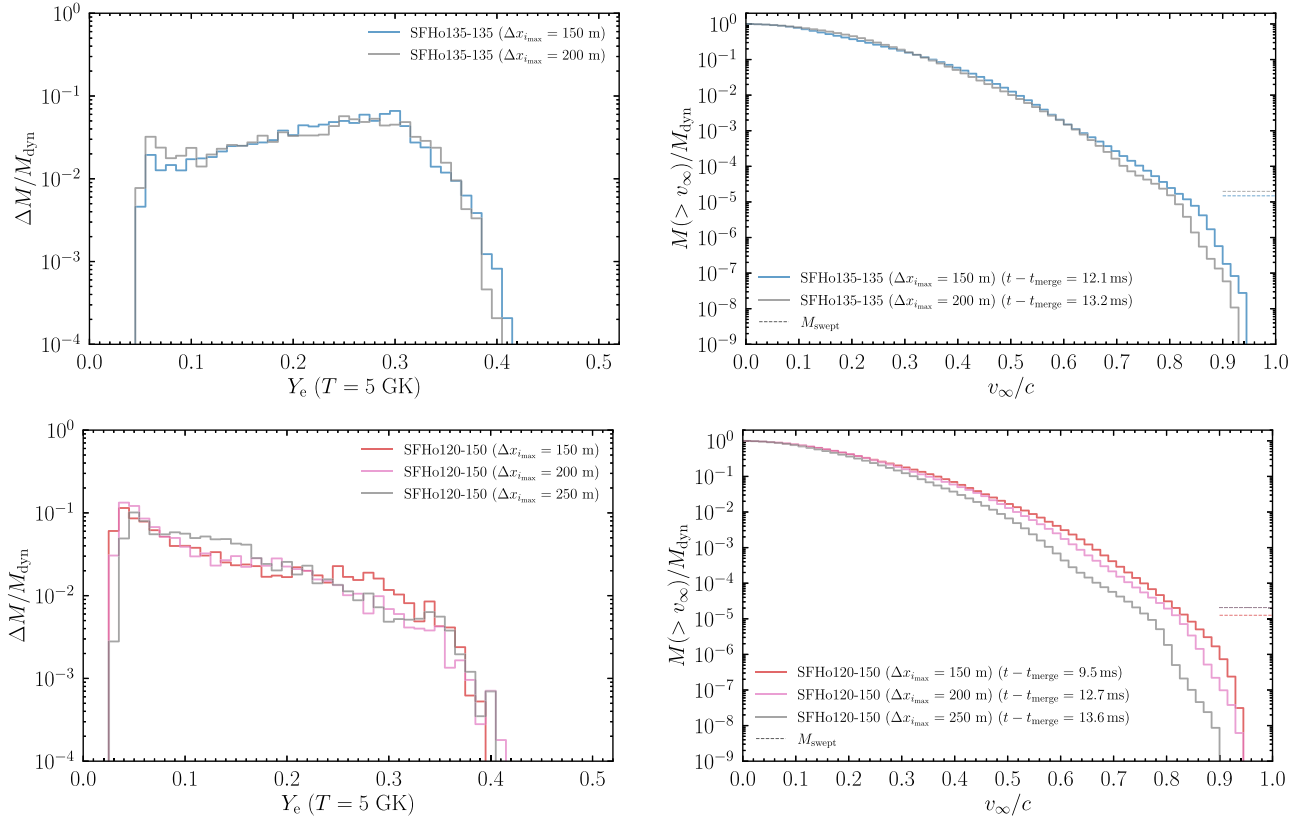 10⁰
SFHo135-135 (Δx_{i_max} = 150 m)
SFHo135-135 (Δx_{i_max} = 200 m)
10⁻¹
10⁻²
10⁻³
10⁻⁴
ΔM/M_dyn
0.0 0.1 0.2 0.3 0.4 0.5
Y_e (T = 5 GK)
10⁰
10⁻¹
10⁻²
10⁻³
10⁻⁴
10⁻⁵
10⁻⁶
10⁻⁷
10⁻⁸
10⁻⁹
M(> v_∞)/M_dyn
SFHo135-135 (Δx_{i_max} = 150 m) (t − t_merge = 12.1 ms)
SFHo135-135 (Δx_{i_max} = 200 m) (t − t_merge = 13.2 ms)
M_swept
0.0 0.1 0.2 0.3 0.4 0.5 0.6 0.7 0.8 0.9 1.0
v_∞/c
10⁰
SFHo120-150 (Δx_{i_max} = 150 m)
SFHo120-150 (Δx_{i_max} = 200 m)
SFHo120-150 (Δx_{i_max} = 250 m)
10⁻¹
10⁻²
10⁻³
10⁻⁴
ΔM/M_dyn
0.0 0.1 0.2 0.3 0.4 0.5
Y_e (T = 5 GK)
10⁰
10⁻¹
10⁻²
10⁻³
10⁻⁴
10⁻⁵
10⁻⁶
10⁻⁷
10⁻⁸
10⁻⁹
M(> v_∞)/M_dyn
SFHo120-150 (Δx_{i_max} = 150 m) (t − t_merge = 9.5 ms)
SFHo120-150 (Δx_{i_max} = 200 m) (t − t_merge = 12.7 ms)
SFHo120-150 (Δx_{i_max} = 250 m) (t − t_merge = 13.6 ms)
M_swept
0.0 0.1 0.2 0.3 0.4 0.5 0.6 0.7 0.8 0.9 1.0
v_∞/c